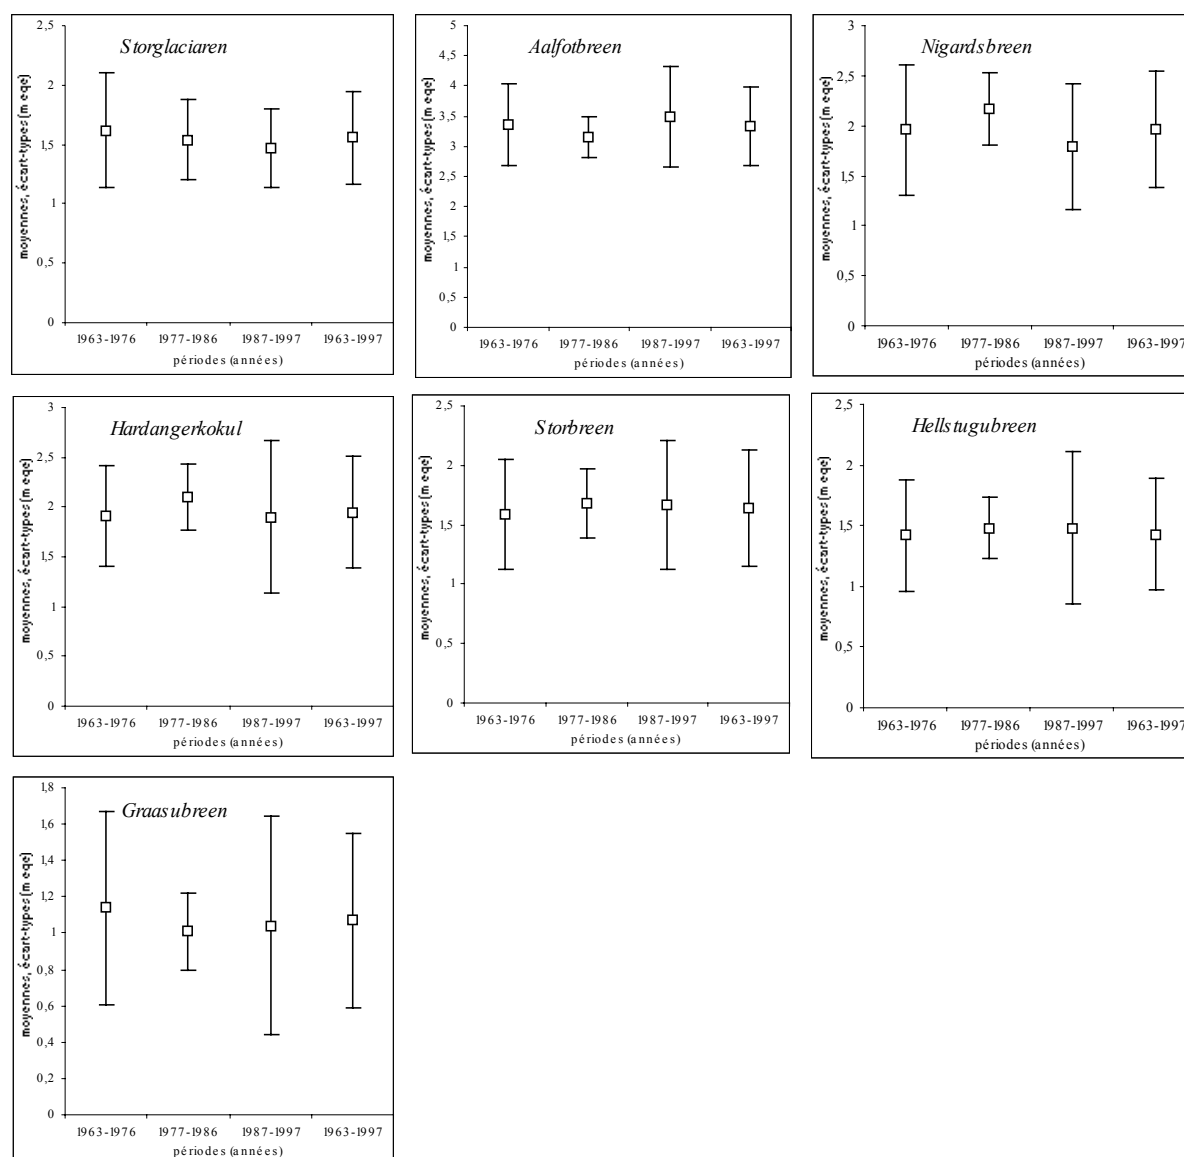 Storglaciaren
moyennes, écart-types (m eqe)
2,5
2
1,5
1
0,5
0
1963-1976 1977-1986 1987-1997 1963-1997
périodes (années)
Aalfotbreen
moyennes, écart-types (m eqe)
5
4,5
4
3,5
3
2,5
2
1,5
1
0,5
0
1963-1976 1977-1986 1987-1997 1963-1997
périodes (années)
Nigardsbreen
moyennes, écart-types (m eqe)
3
2,5
2
1,5
1
0,5
0
1963-1976 1977-1986 1987-1997 1963-1997
périodes (années)
Hardangerkokul
moyennes, écart-types (m eqe)
3
2,5
2
1,5
1
0,5
0
1963-1976 1977-1986 1987-1997 1963-1997
périodes (années)
Storbreen
moyennes, écart-types (m eqe)
2,5
2
1,5
1
0,5
0
1963-1976 1977-1986 1987-1997 1963-1997
périodes (années)
Hellstugubreen
moyennes, écart-types (m eqe)
2,5
2
1,5
1
0,5
0
1963-1976 1977-1986 1987-1997 1963-1997
périodes (années)
Graasubreen
moyennes, écart-types (m eqe)
1,8
1,6
1,4
1,2
1
0,8
0,6
0,4
0,2
0
1963-1976 1977-1986 1987-1997 1963-1997
périodes (années)